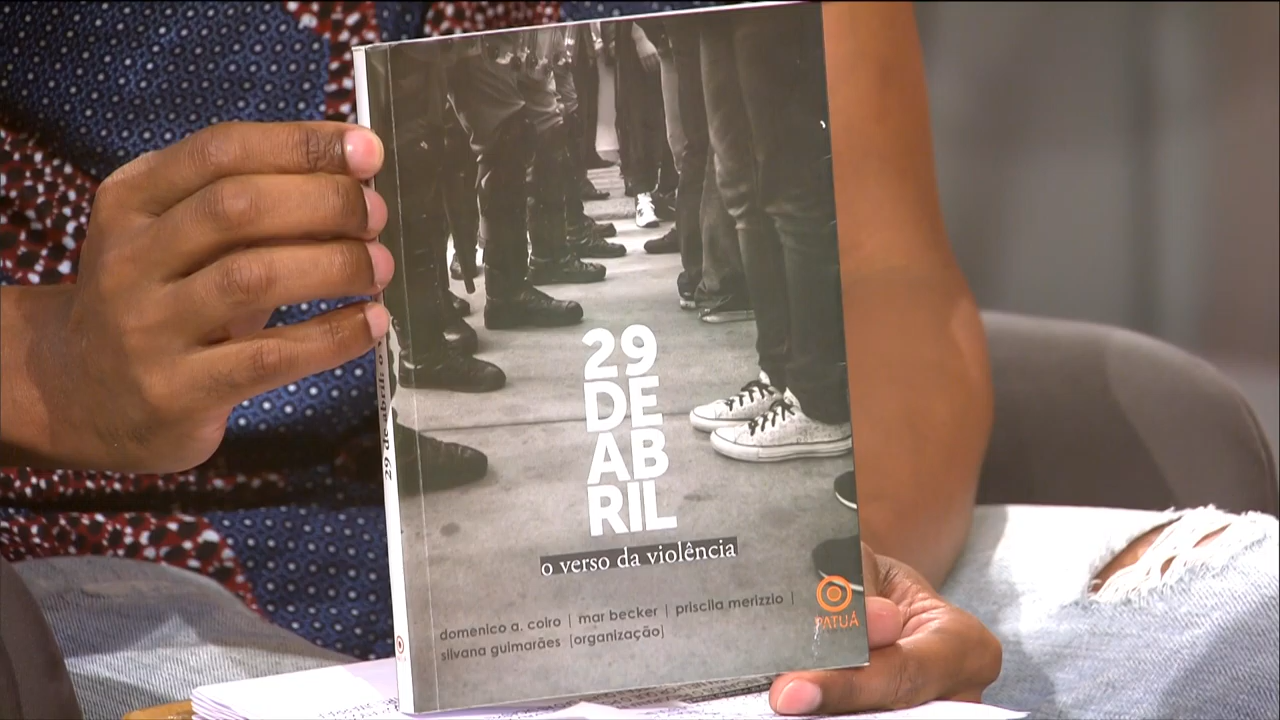 29
DE
AB
RIL
o verso da violência
domenico a. coiro | mar becker | priscila merizzio |
silvana guimarães [organização]
PATUÁ
29 de abril: o